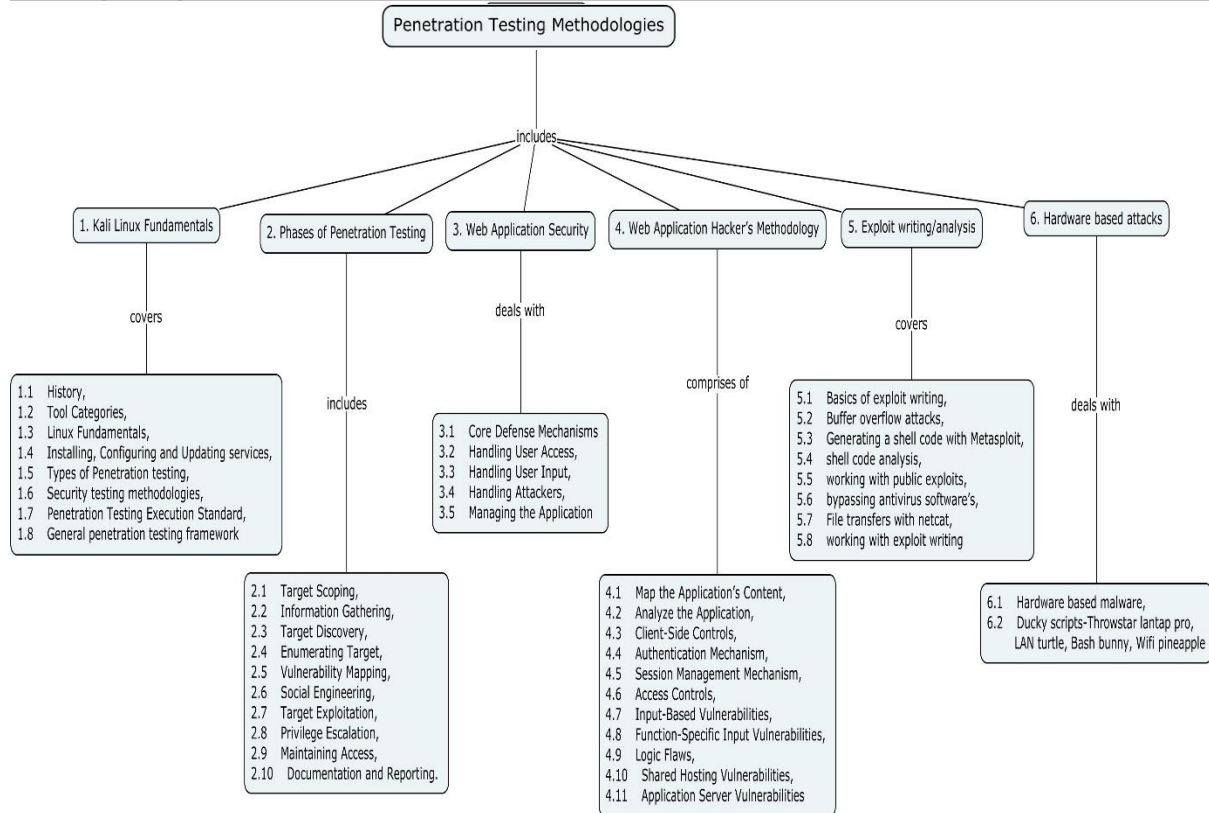 Penetration Testing Methodologies
includes
1. Kali Linux Fundamentals
2. Phases of Penetration Testing
3. Web Application Security
4. Web Application Hacker's Methodology
5. Exploit writing/analysis
6. Hardware based attacks
covers
1.1 History,
1.2 Tool Categories,
1.3 Linux Fundamentals,
1.4 Installing, Configuring and Updating services,
1.5 Types of Penetration testing,
1.6 Security testing methodologies,
1.7 Penetration Testing Execution Standard,
1.8 General penetration testing framework
includes
2.1 Target Scoping,
2.2 Information Gathering,
2.3 Target Discovery,
2.4 Enumerating Target,
2.5 Vulnerability Mapping,
2.6 Social Engineering,
2.7 Target Exploitation,
2.8 Privilege Escalation,
2.9 Maintaining Access,
2.10 Documentation and Reporting.
deals with
3.1 Core Defense Mechanisms
3.2 Handling User Access,
3.3 Handling User Input,
3.4 Handling Attackers,
3.5 Managing the Application
comprises of
4.1 Map the Application's Content,
4.2 Analyze the Application,
4.3 Client-Side Controls,
4.4 Authentication Mechanism,
4.5 Session Management Mechanism,
4.6 Access Controls,
4.7 Input-Based Vulnerabilities,
4.8 Function-Specific Input Vulnerabilities,
4.9 Logic Flaws,
4.10 Shared Hosting Vulnerabilities,
4.11 Application Server Vulnerabilities
covers
5.1 Basics of exploit writing,
5.2 Buffer overflow attacks,
5.3 Generating a shell code with Metasploit,
5.4 shell code analysis,
5.5 working with public exploits,
5.6 bypassing antivirus software's,
5.7 File transfers with netcat,
5.8 working with exploit writing
deals with
6.1 Hardware based malware,
6.2 Ducky scripts-Throwstar lantap pro,
LAN turtle, Bash bunny, Wifi pineapple